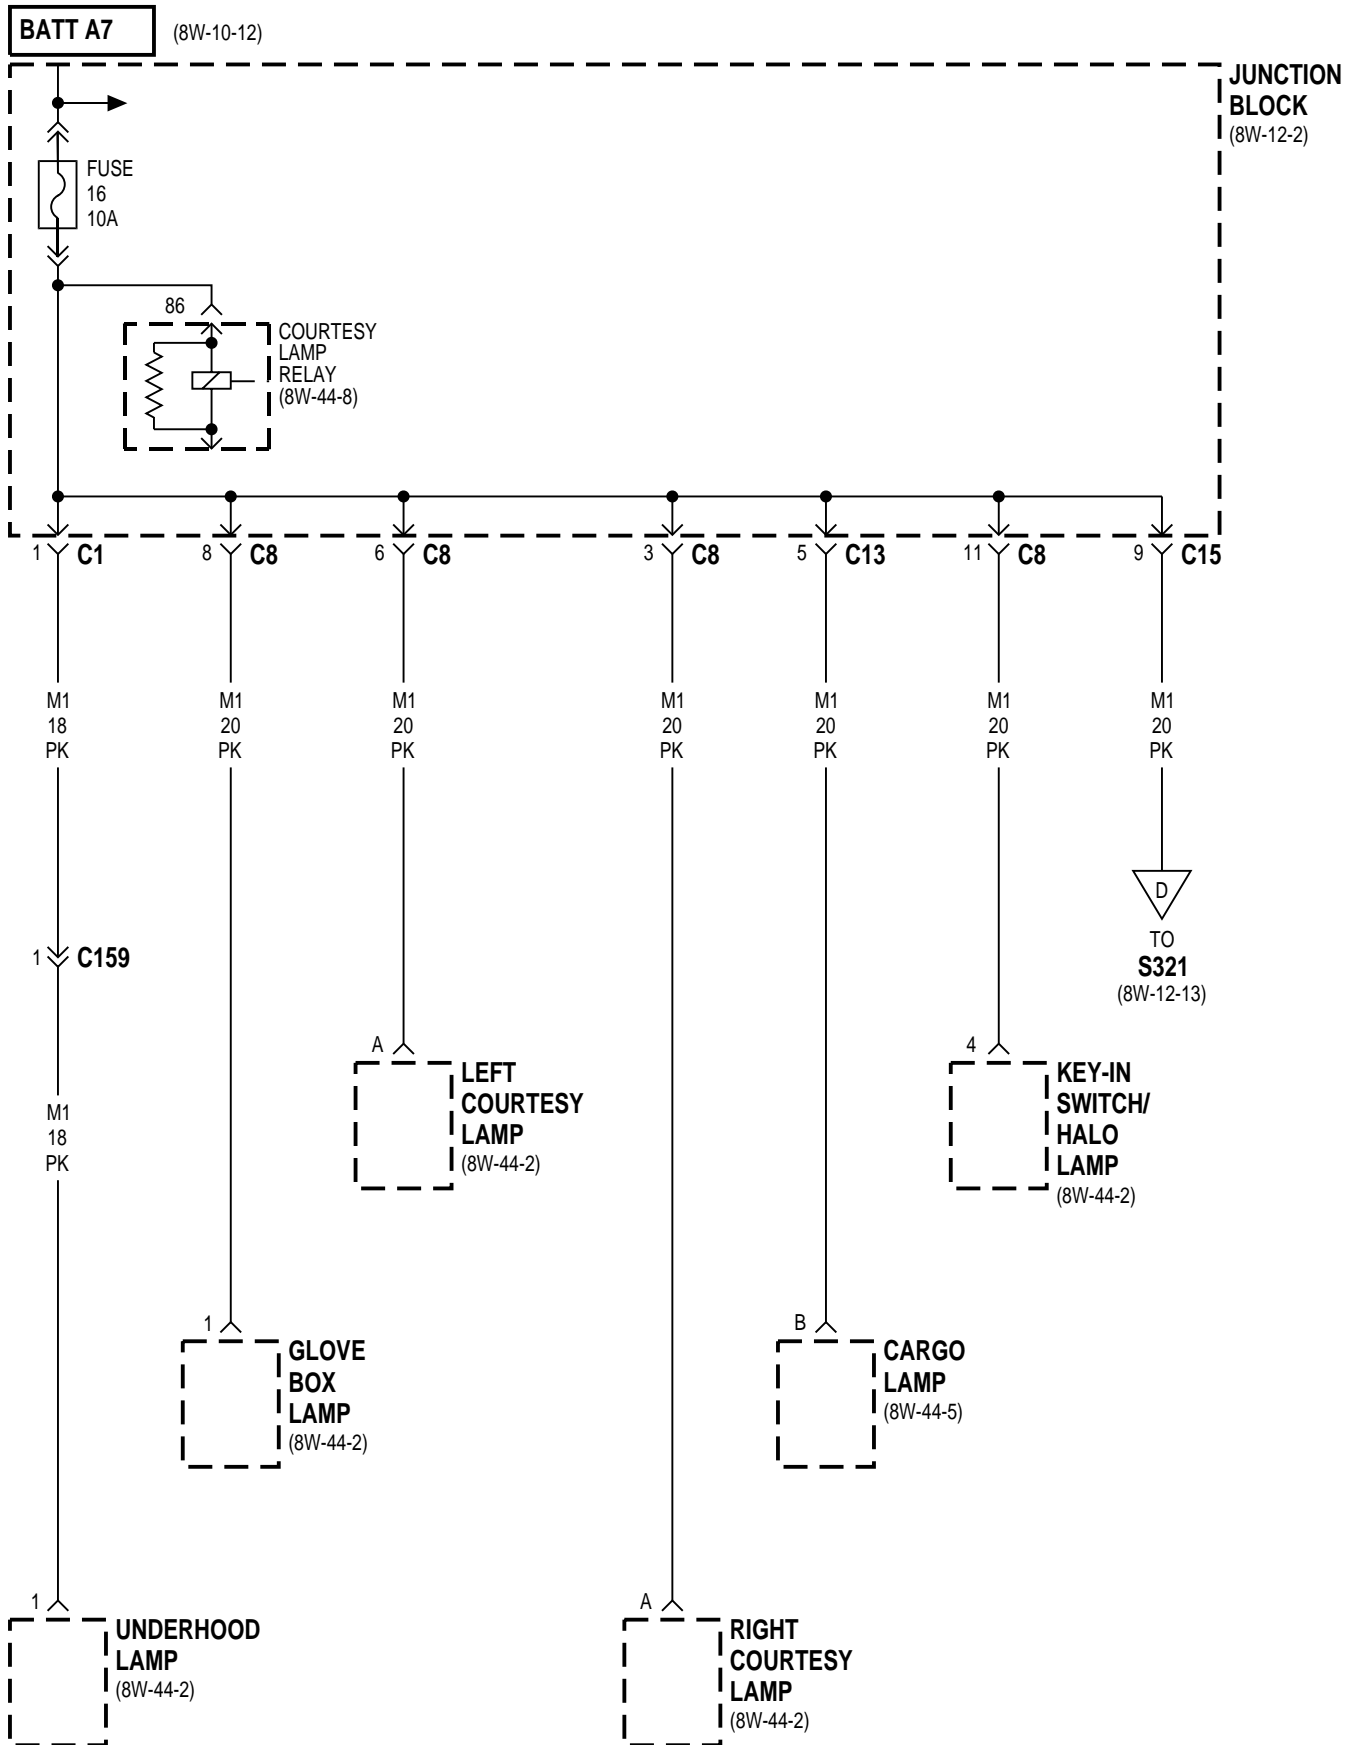 BATT A7 (8W-10-12)
JUNCTION
BLOCK
(8W-12-2)
FUSE
16
10A
86
COURTESY
LAMP
RELAY
(8W-44-8)
1 C1 8 C8 6 C8 3 C8 5 C13 11 C8 9 C15
M1 M1 M1 M1 M1 M1 M1
18 20 20 20 20 20 20
PK PK PK PK PK PK PK
D
TO
S321
(8W-12-13)
1 C159
A
LEFT
COURTESY
LAMP
(8W-44-2)
4
KEY-IN
SWITCH/
HALO
LAMP
(8W-44-2)
M1
18
PK
1
GLOVE
BOX
LAMP
(8W-44-2)
B
CARGO
LAMP
(8W-44-5)
1
UNDERHOOD
LAMP
(8W-44-2)
A
RIGHT
COURTESY
LAMP
(8W-44-2)